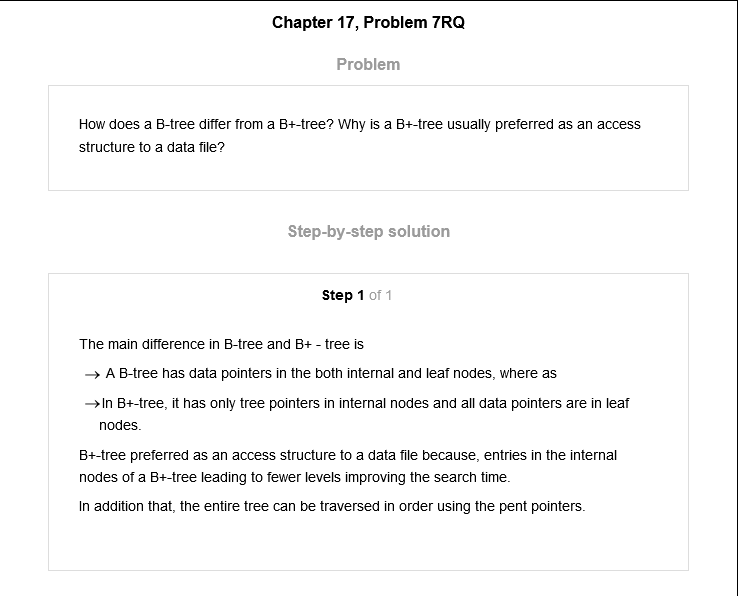 Chapter 17, Problem 7RQ
Problem
How does a B-tree differ from a B+-tree? Why is a B+-tree usually preferred as an access
structure to a data file?
Step-by-step solution
Step 1 of 1
The main difference in B-tree and B+ - tree is
→ A B-tree has data pointers in the both internal and leaf nodes, where as
→In B+-tree, it has only tree pointers in internal nodes and all data pointers are in leaf
nodes.
B+-tree preferred as an access structure to a data file because, entries in the internal
nodes of a B+-tree leading to fewer levels improving the search time.
In addition that, the entire tree can be traversed in order using the pent pointers.